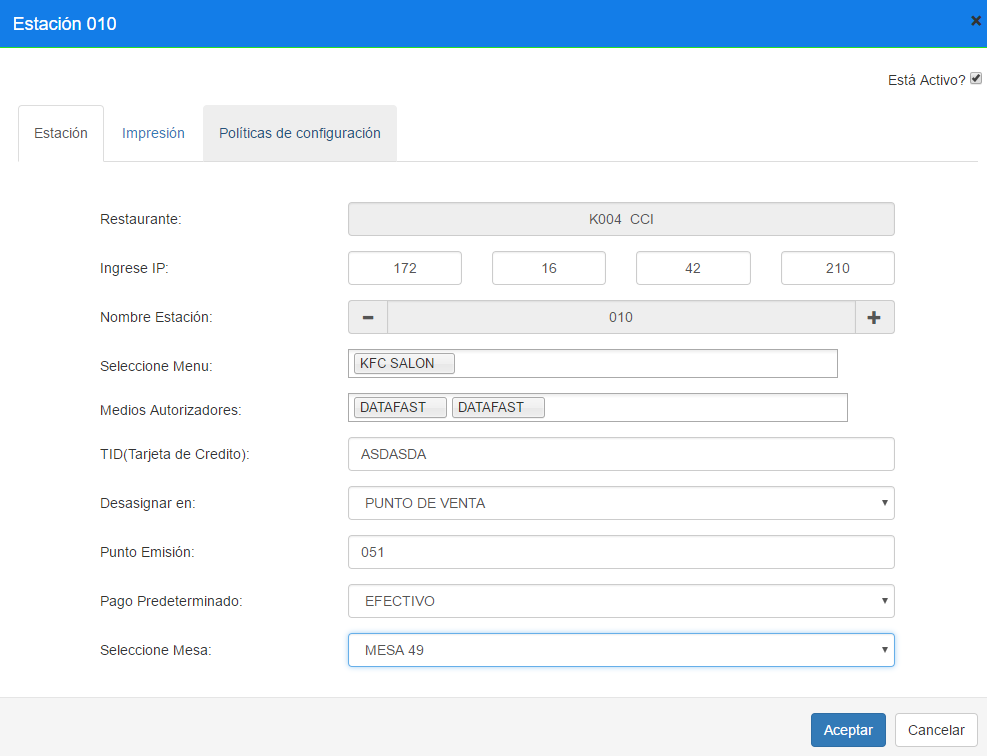 Estación 010
Está Activo?
Estación Impresión Políticas de configuración
Restaurante: K004 CCI
Ingrese IP: 172 16 42 210
Nombre Estación: 010
Seleccione Menu: KFC SALON
Medios Autorizadores: DATAFAST DATAFAST
TID(Tarjeta de Credito): ASDASDA
Desasignar en: PUNTO DE VENTA
Punto Emisión: 051
Pago Predeterminado: EFECTIVO
Seleccione Mesa: MESA 49
Aceptar Cancelar